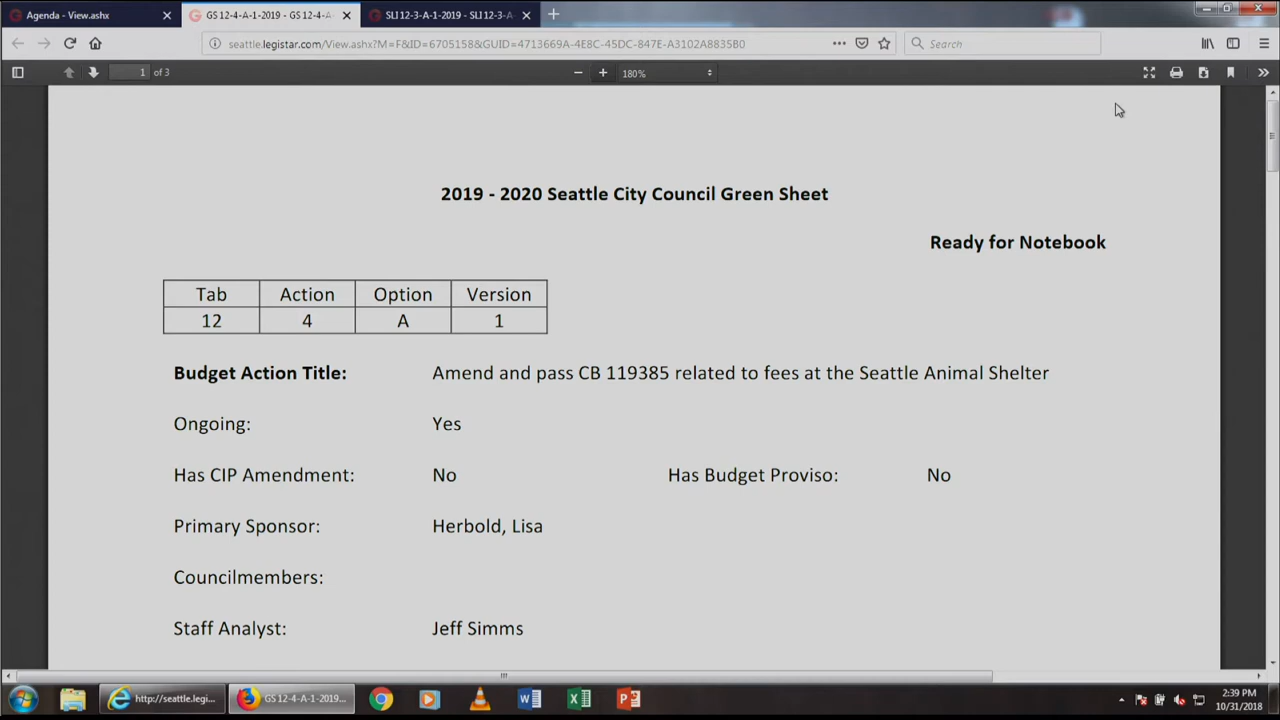 Agenda - View.ashx
GS 12-4-A-1-2019 - GS 12-4-A-
SLI 12-3-A-1-2019 - SLI 12-3-A-
seattle.legistar.com/View.ashx?M=F&ID=6705158&GUID=4713669A-4E8C-45DC-847E-A3102A8835B0
Search
1 of 3
180%
2019 - 2020 Seattle City Council Green Sheet
Ready for Notebook
Tab Action Option Version
12 4 A 1
Budget Action Title: Amend and pass CB 119385 related to fees at the Seattle Animal Shelter
Ongoing: Yes
Has CIP Amendment: No Has Budget Proviso: No
Primary Sponsor: Herbold, Lisa
Councilmembers:
Staff Analyst: Jeff Simms
http://seattle.legi...
GS 12-4-A-1-2019...
2:39 PM
10/31/2018